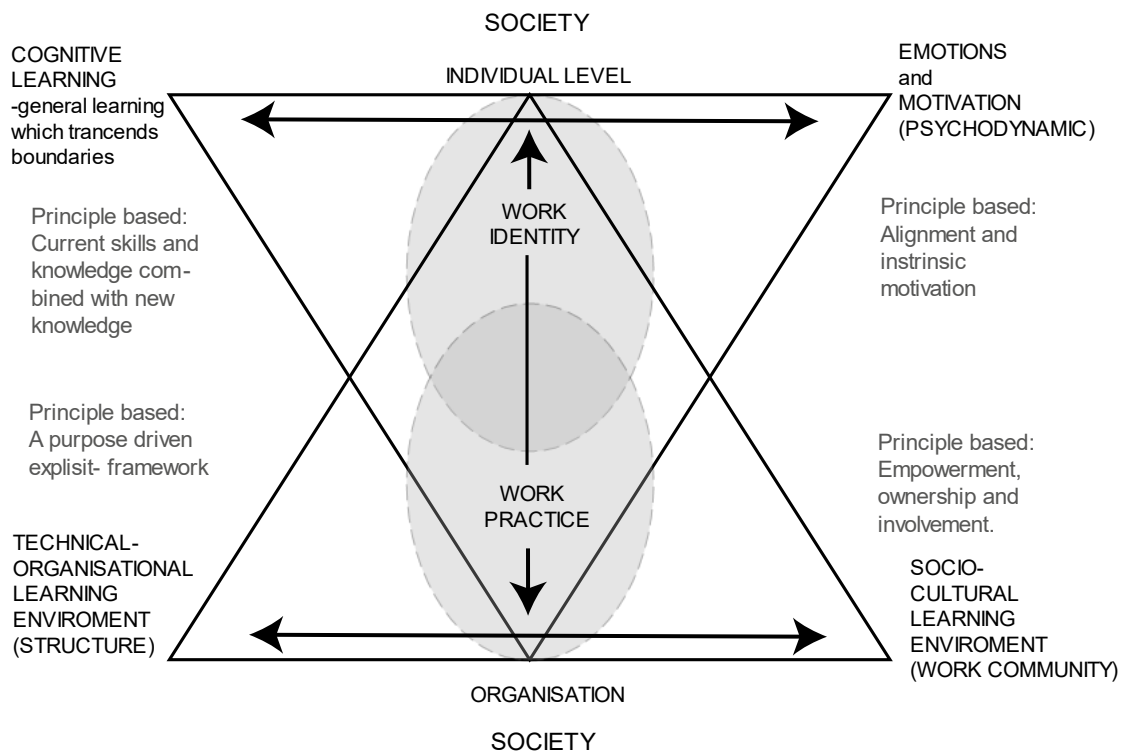 SOCIETY
COGNITIVE
LEARNING
-general learning
which trancends
boundaries
INDIVIDUAL LEVEL
EMOTIONS
and
MOTIVATION
(PSYCHODYNAMIC)
Principle based:
Current skills and
knowledge com-
bined with new
knowledge
WORK
IDENTITY
Principle based:
Alignment and
instrinsic
motivation
Principle based:
A purpose driven
explisit- framework
Principle based:
Empowerment,
ownership and
involvement.
WORK
PRACTICE
TECHNICAL-
ORGANISATIONAL
LEARNING
ENVIROMENT
(STRUCTURE)
SOCIO-
CULTURAL
LEARNING
ENVIROMENT
(WORK COMMUNITY)
ORGANISATION
SOCIETY